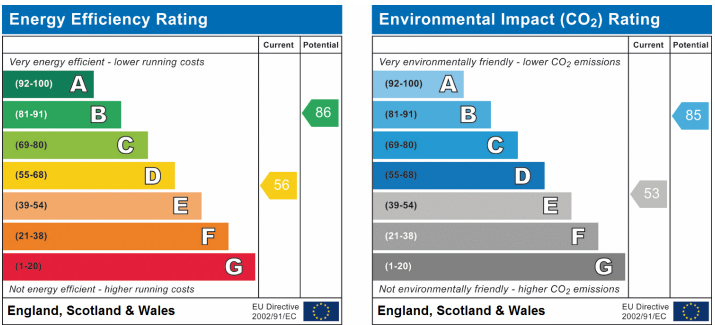 Energy Efficiency Rating
Current Potential
Very energy efficient - lower running costs
(92-100) A
(81-91) B
86
(69-80) C
(55-68) D
56
(39-54) E
(21-38) F
(1-20) G
Not energy efficient - higher running costs
England, Scotland & Wales
EU Directive
2002/91/EC
Environmental Impact (CO₂) Rating
Current Potential
Very environmentally friendly - lower CO₂ emissions
(92-100) A
(81-91) B
85
(69-80) C
(55-68) D
(39-54) E
53
(21-38) F
(1-20) G
Not environmentally friendly - higher CO₂ emissions
England, Scotland & Wales
EU Directive
2002/91/EC